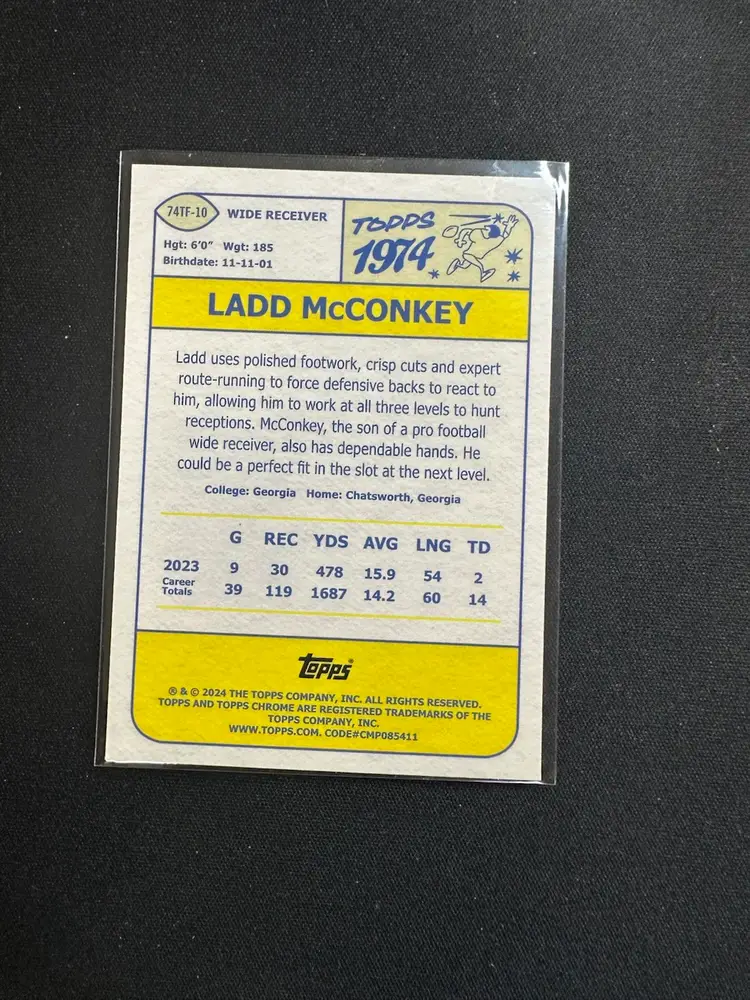 74TF-10 WIDE RECEIVER
Hgt: 6'0" Wgt: 185
Birthdate: 11-11-01
TOPPS
1974
LADD McCONKEY
Ladd uses polished footwork, crisp cuts and expert
route-running to force defensive backs to react to
him, allowing him to work at all three levels to hunt
receptions. McConkey, the son of a pro football
wide receiver, also has dependable hands. He
could be a perfect fit in the slot at the next level.
College: Georgia Home: Chatsworth, Georgia
G REC YDS AVG LNG TD
2023 9 30 478 15.9 54 2
Career
Totals 39 119 1687 14.2 60 14
topps®
® & © 2024 THE TOPPS COMPANY, INC. ALL RIGHTS RESERVED.
TOPPS AND TOPPS CHROME ARE REGISTERED TRADEMARKS OF THE
TOPPS COMPANY, INC.
WWW.TOPPS.COM. CODE#CMP085411